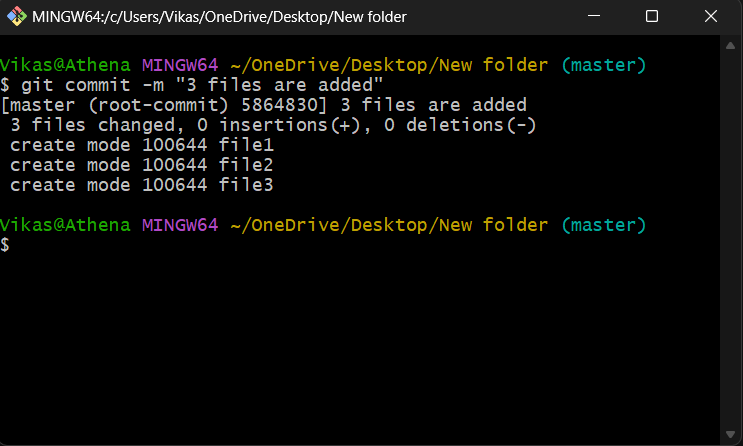 MINGW64:/c/Users/Vikas/OneDrive/Desktop/New folder
Vikas@Athena MINGW64 ~/OneDrive/Desktop/New folder (master)
$ git commit -m "3 files are added"
[master (root-commit) 5864830] 3 files are added
 3 files changed, 0 insertions(+), 0 deletions(-)
 create mode 100644 file1
 create mode 100644 file2
 create mode 100644 file3
Vikas@Athena MINGW64 ~/OneDrive/Desktop/New folder (master)
$